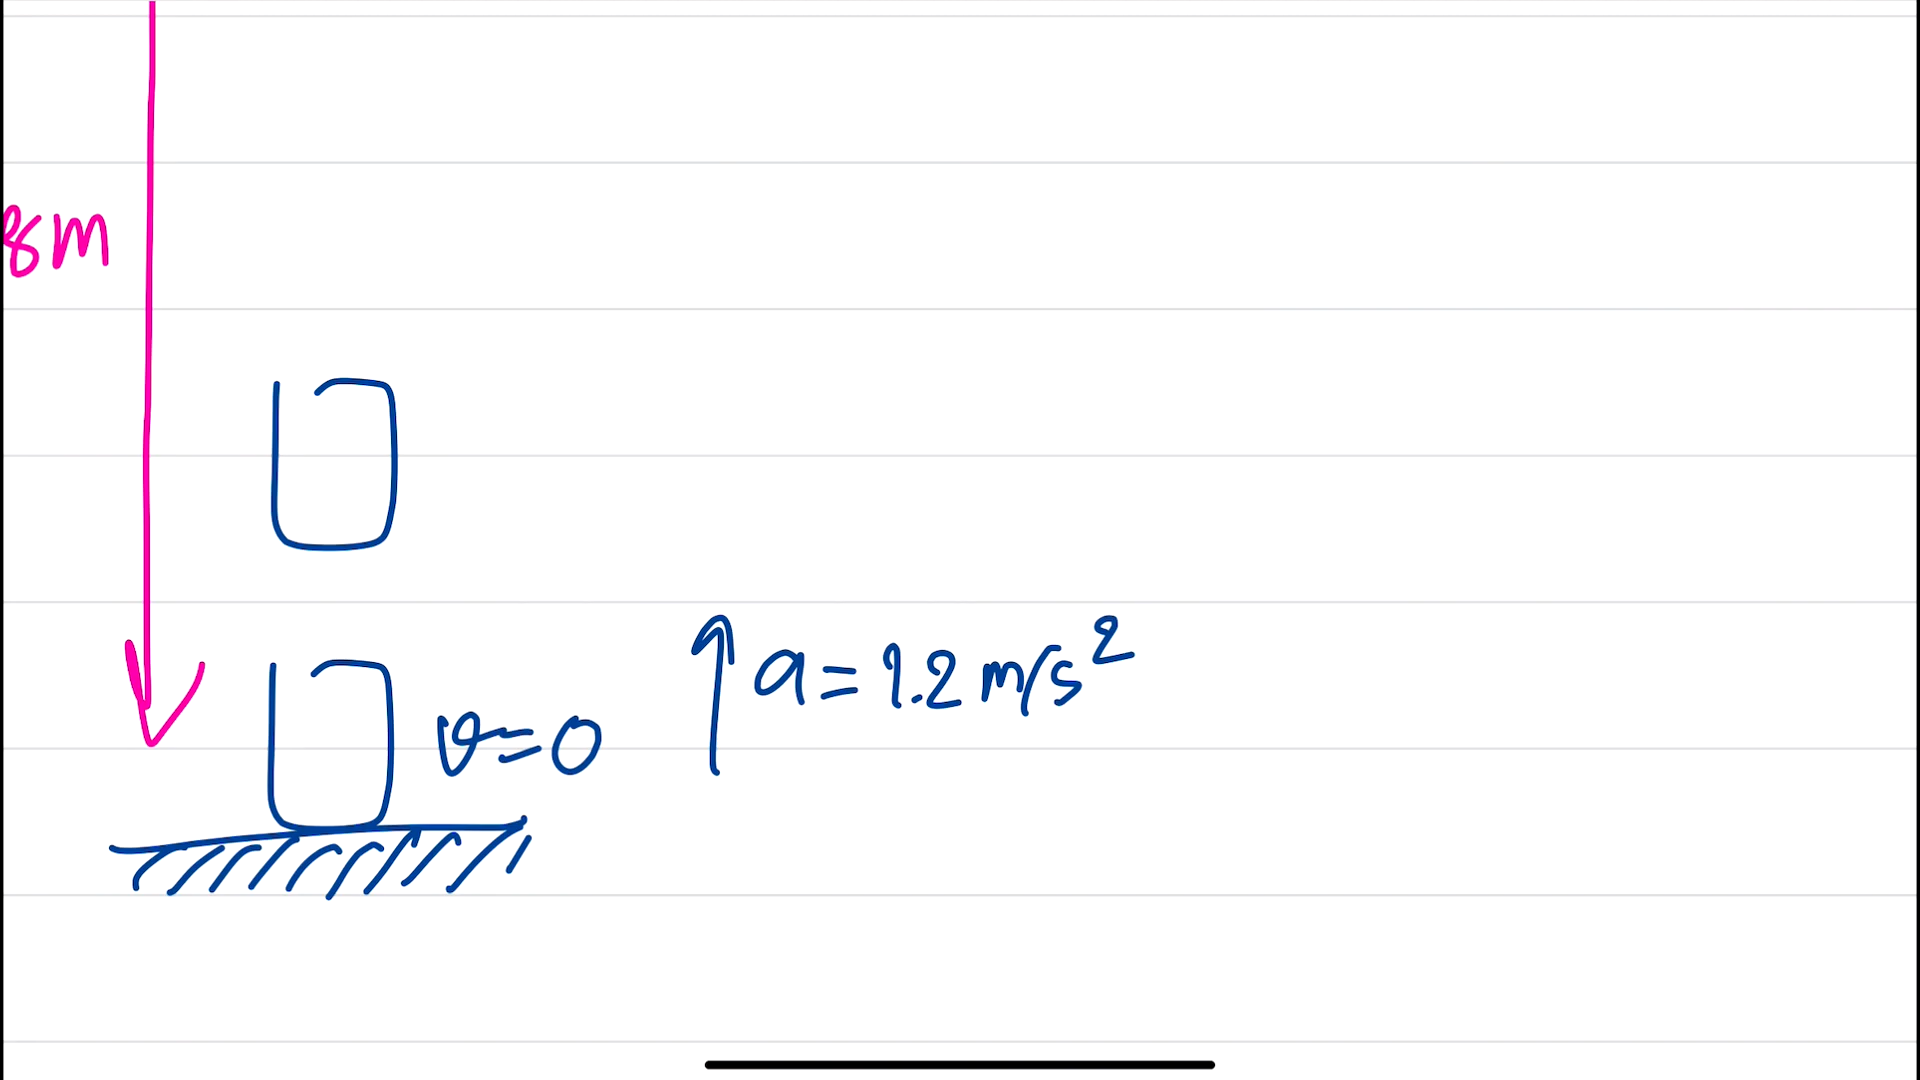 8m
a = 1.2 m/s²
v = 0